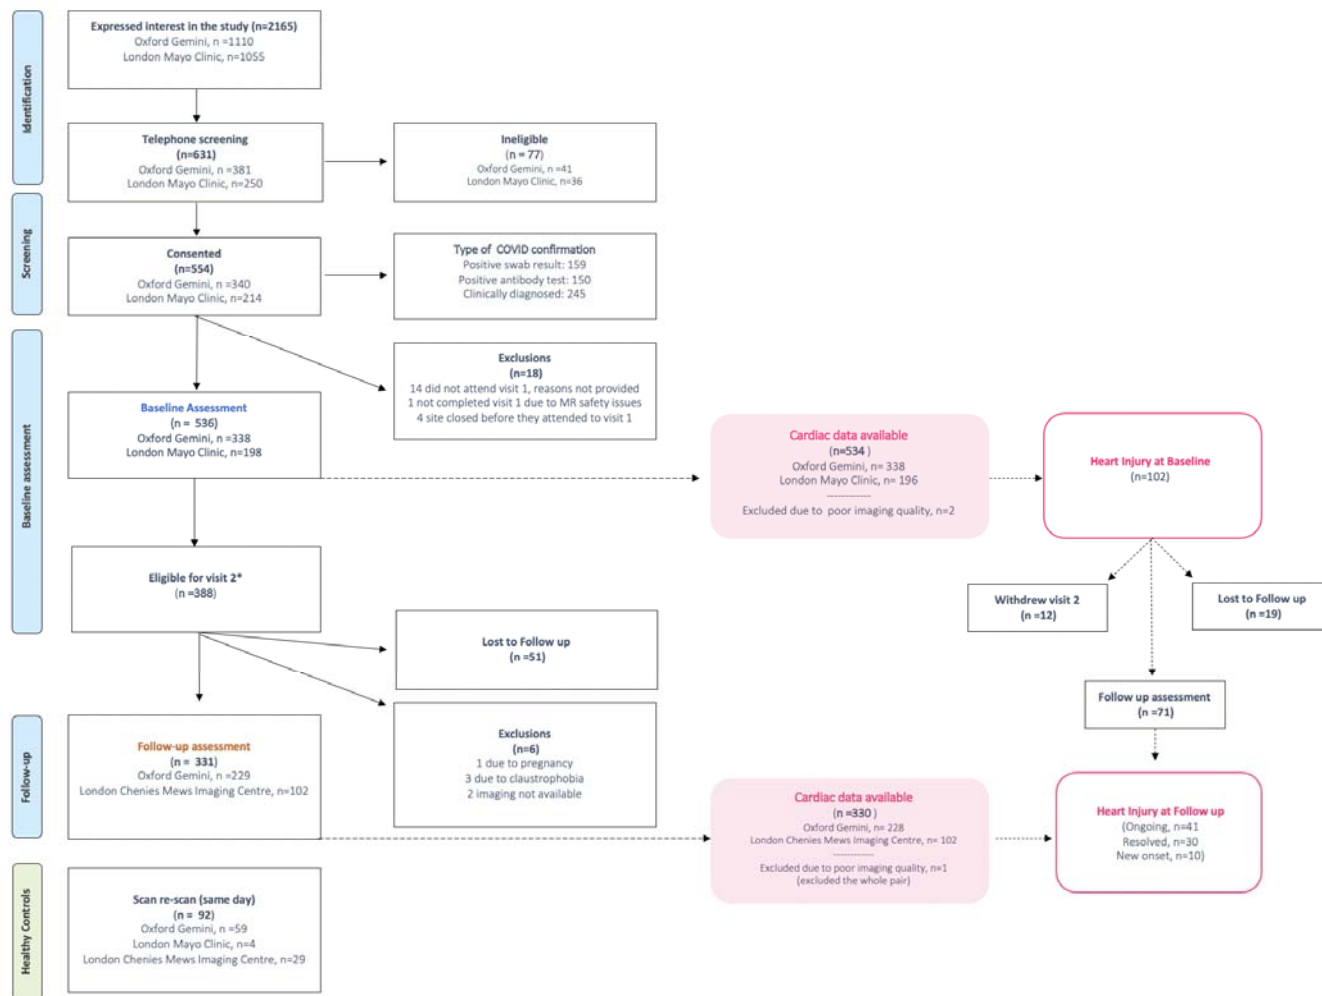 Identification
Expressed interest in the study (n=2165)
Oxford Gemini, n =1110
London Mayo Clinic, n=1055
Telephone screening
(n=631)
Oxford Gemini, n =381
London Mayo Clinic, n=250
Ineligible
(n = 77)
Oxford Gemini, n =41
London Mayo Clinic, n=36
Screening
Consented
(n=554)
Oxford Gemini, n =340
London Mayo Clinic, n=214
Type of COVID confirmation
Positive swab result: 159
Positive antibody test: 150
Clinically diagnosed: 245
Exclusions
(n=18)
14 did not attend visit 1, reasons not provided
1 not completed visit 1 due to MR safety issues
4 site closed before they attended to visit 1
Baseline assessment
Baseline Assessment
(n = 536)
Oxford Gemini, n =338
London Mayo Clinic, n=198
Cardiac data available
(n=534 )
Oxford Gemini, n= 338
London Mayo Clinic, n= 196
-------------
Excluded due to poor imaging quality, n=2
Heart Injury at Baseline
(n=102)
Eligible for visit 2*
(n =388)
Withdrew visit 2
(n =12)
Lost to Follow up
(n =19)
Lost to Follow up
(n =51)
Follow up assessment
(n =71)
Follow-up
Follow-up assessment
(n = 331)
Oxford Gemini, n =229
London Chenies Mews Imaging Centre, n=102
Exclusions
(n=6)
1 due to pregnancy
3 due to claustrophobia
2 imaging not available
Cardiac data available
(n =330 )
Oxford Gemini, n= 228
London Chenies Mews Imaging Centre, n= 102
-------------
Excluded due to poor imaging quality, n=1
(excluded the whole pair)
Heart Injury at Follow up
(Ongoing, n=41
Resolved, n=30
New onset, n=10)
Healthy Controls
Scan re-scan (same day)
(n = 92)
Oxford Gemini, n =59
London Mayo Clinic, n=4
London Chenies Mews Imaging Centre, n=29